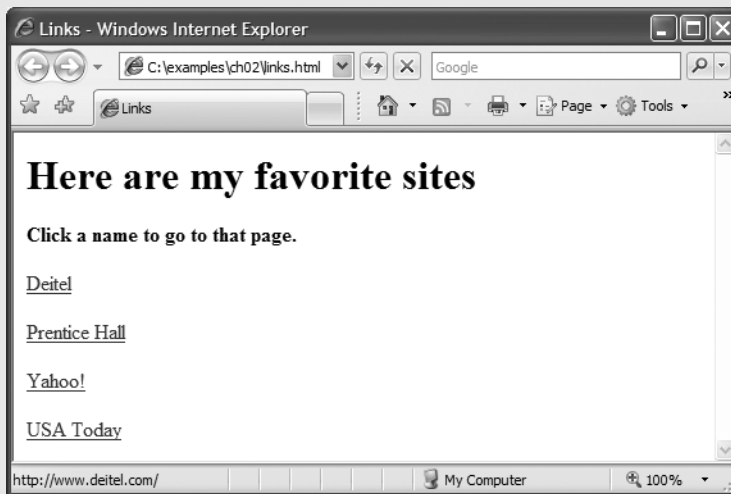 Links - Windows Internet Explorer
C:\examples\ch02\links.html
Google
Links
Page
Tools
»
Here are my favorite sites
Click a name to go to that page.
Deitel
Prentice Hall
Yahoo!
USA Today
http://www.deitel.com/
My Computer
100%